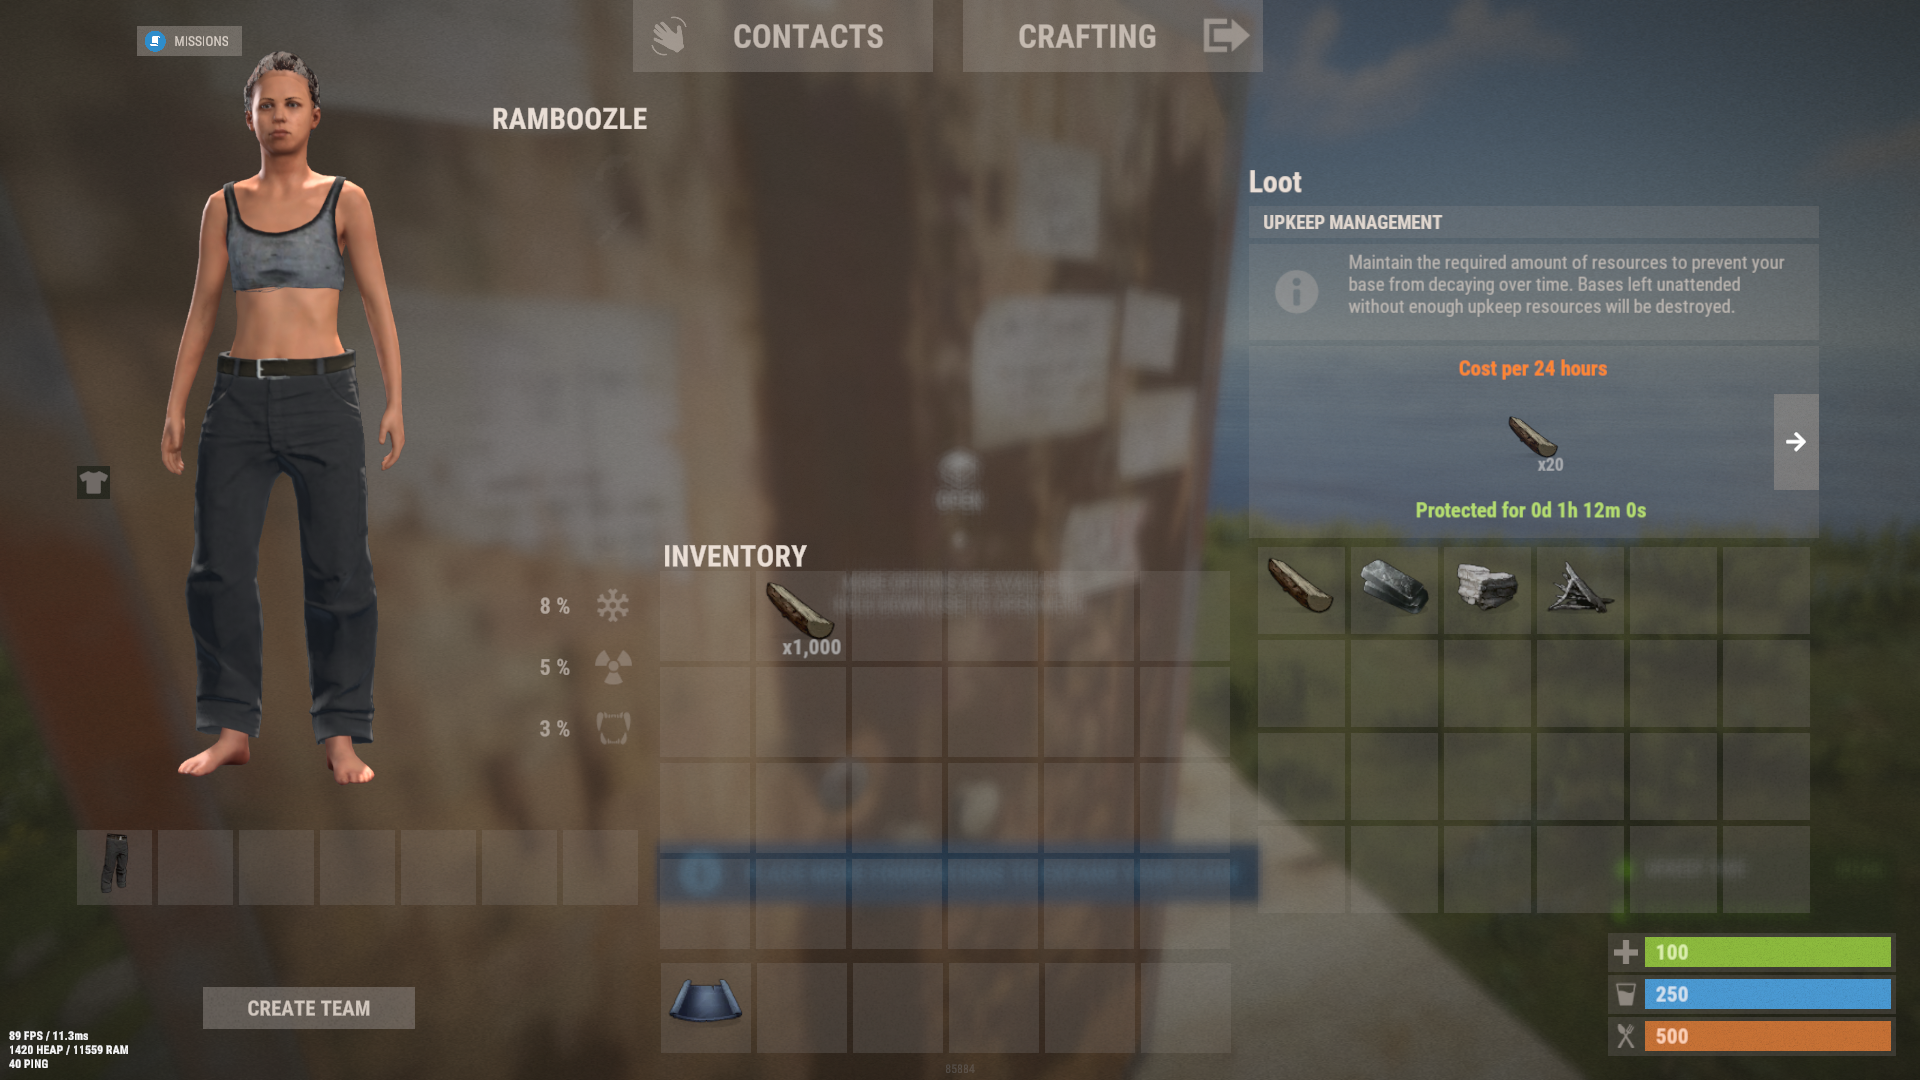 MISSIONS
CONTACTS
CRAFTING
RAMBOOZLE
Loot
UPKEEP MANAGEMENT
Maintain the required amount of resources to prevent your
base from decaying over time. Bases left unattended
without enough upkeep resources will be destroyed.
Cost per 24 hours
x20
Protected for 0d 1h 12m 0s
OPEN
INVENTORY
8 %
x1,000
5 %
3 %
CREATE TEAM
100
250
500
89 FPS / 11.3ms
1420 HEAP / 11559 RAM
40 PING
85884